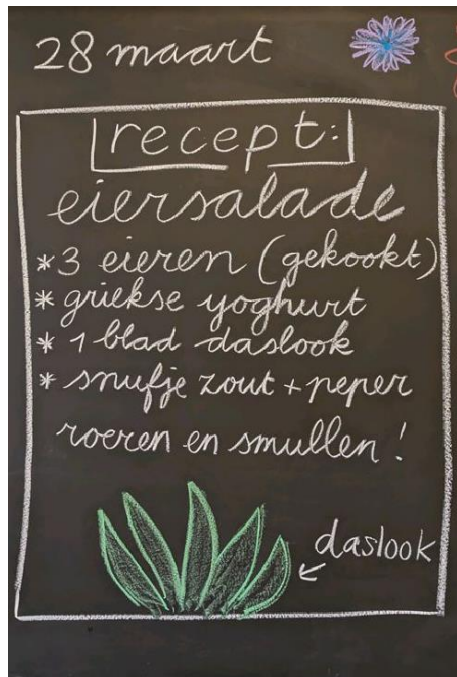 28 maart
recept:
eiersalade
* 3 eieren (gekookt)
* griekse yoghurt
* 1 blad daslook
* snufje zout + peper
roeren en smullen!
daslook